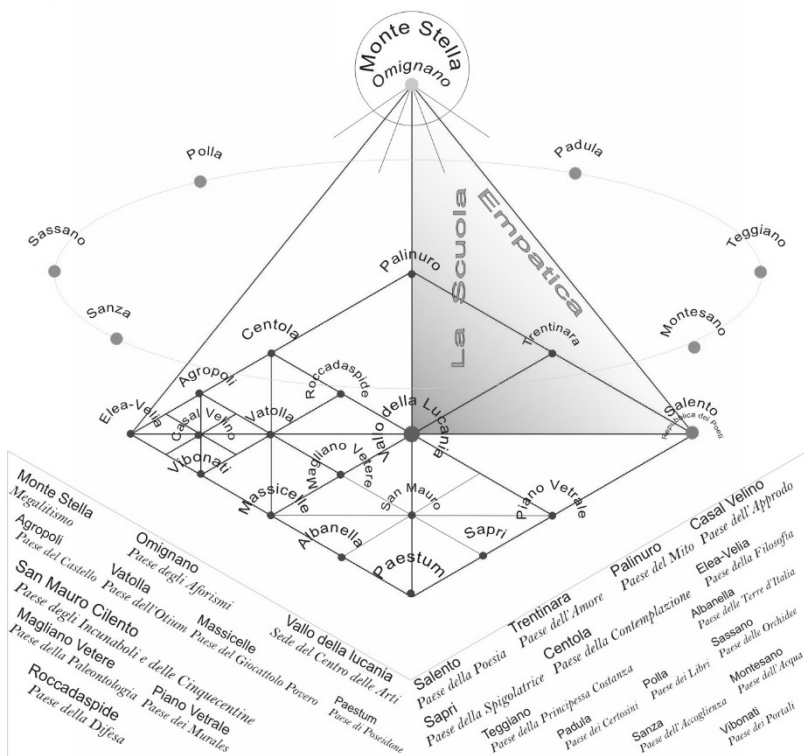 Monte Stella
Omignano
Polla
Padula
Sassano
Teggiano
Sanza
Montesano
La Scuola
Empatica
Palinuro
Centola
Trentinara
Agropoli
Roccadaspide
Elea-Velia
Casal Velino
Vatolla
Vallo della Lucania
Salento
Repubblica dei Poeti
Vibonati
Magliano Vetere
Massicelle
San Mauro
Piano Vetrale
Albanella
Sapri
Paestum
Monte Stella
Megalitismo
Agropoli
Paese del Castello
Omignano
Paese degli Aforismi
San Mauro Cilento
Paese degli Incunaboli e delle Cinquecentine
Vatolla
Paese dell'Otium
Massicelle
Paese del Giocattolo Povero
Vallo della lucania
Sede del Centro delle Arti
Magliano Vetere
Paese della Paleontologia
Piano Vetrale
Paese dei Murales
Paestum
Paese di Poseidone
Roccadaspide
Paese della Difesa
Salento
Paese della Poesia
Trentinara
Paese dell'Amore
Palinuro
Paese del Mito
Casal Velino
Paese dell'Approdo
Sapri
Paese della Spigolatrice
Centola
Paese della Contemplazione
Elea-Velia
Paese della Filosofia
Albanella
Paese delle Terre d'Italia
Teggiano
Paese della Principessa Costanza
Polla
Paese dei Libri
Sassano
Paese delle Orchidee
Padula
Paese dei Certosini
Sanza
Paese dell'Accoglienza
Montesano
Paese dell'Acqua
Vibonati
Paese dei Portali